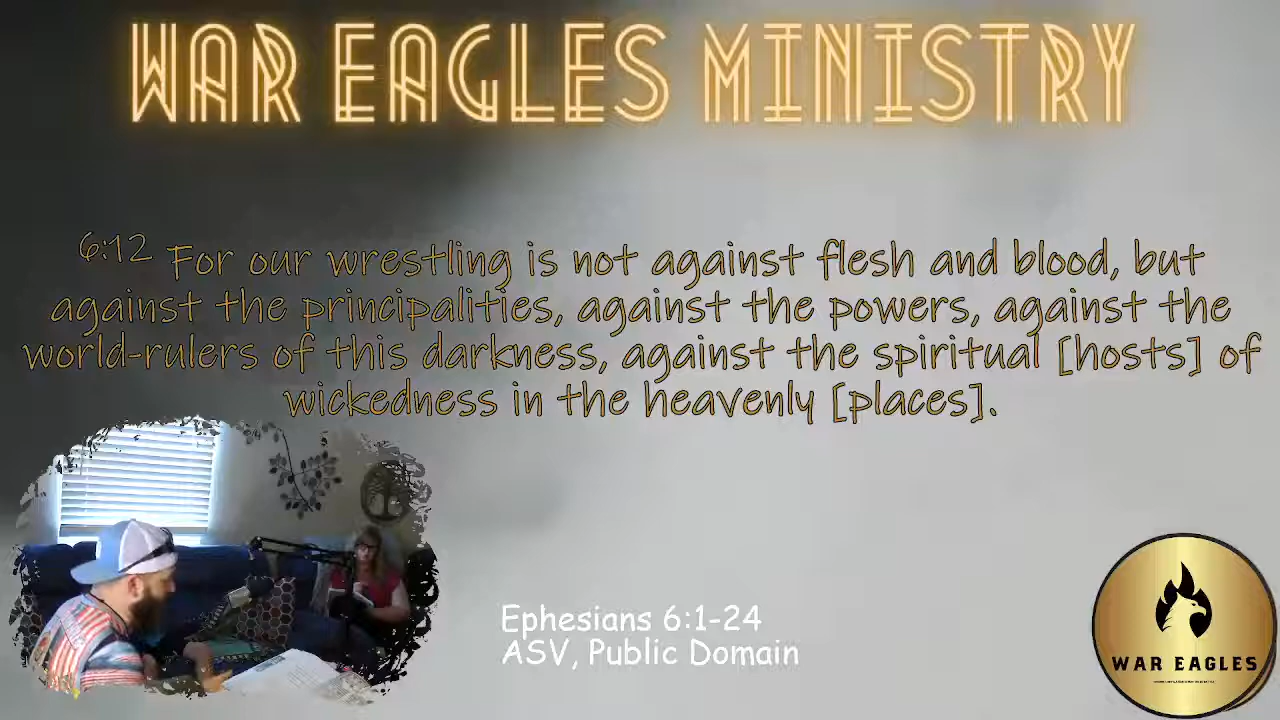 WAR EAGLES MINISTRY
6:12 For our wrestling is not against flesh and blood, but
against the principalities, against the powers, against the
world-rulers of this darkness, against the spiritual [hosts] of
wickedness in the heavenly [places].
Ephesians 6:1-24
ASV, Public Domain
WAR EAGLES